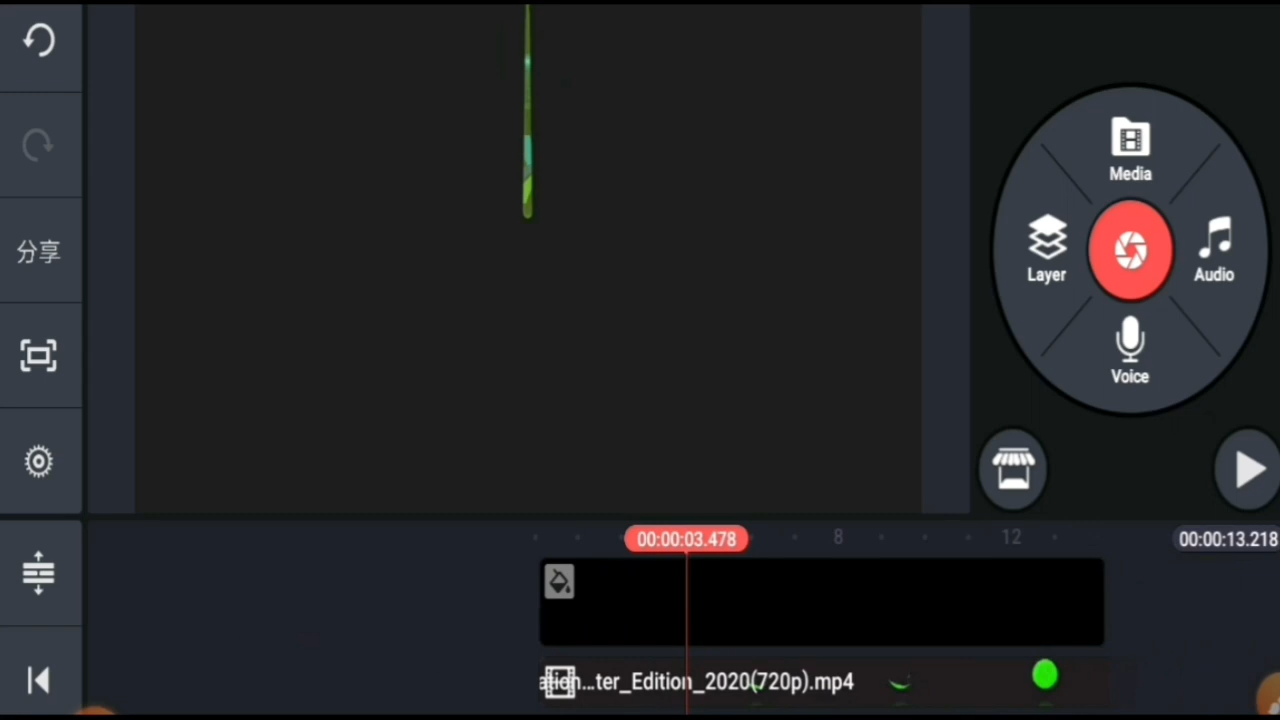 Media
分享
Layer
Audio
Voice
00:00:03.478
8
12
00:00:13.218
ation...ter_Edition_2020(720p).mp4